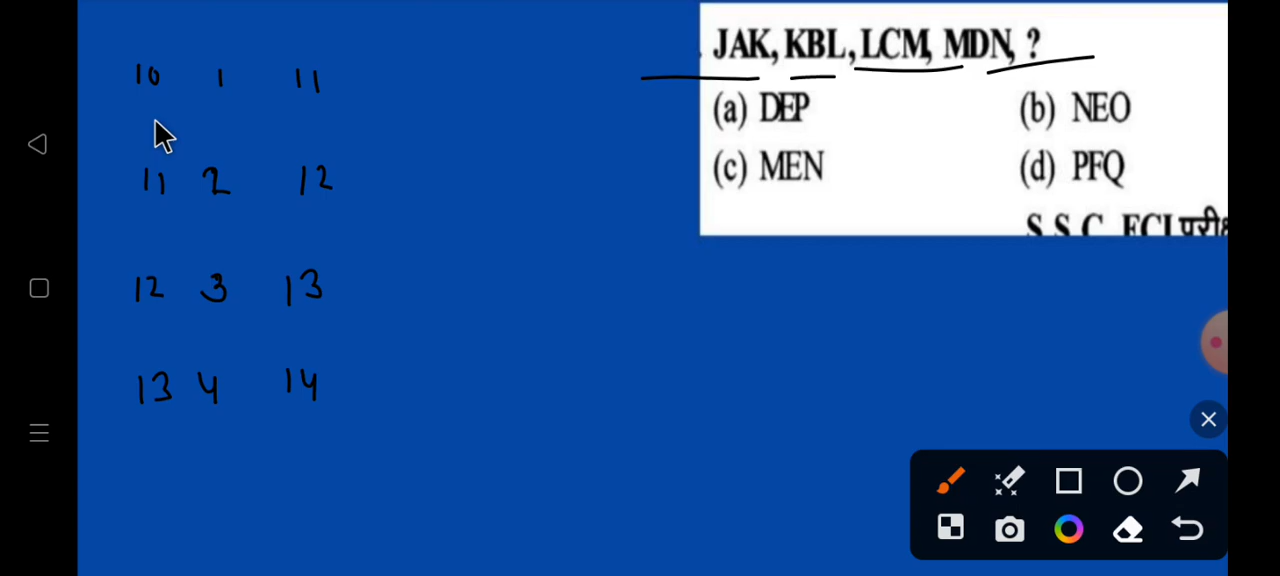 JAK, KBL, LCM, MDN, ?
(a) DEP (b) NEO
(c) MEN (d) PFQ
S.S.C. FCI
10 1 11
11 2 12
12 3 13
13 4 14